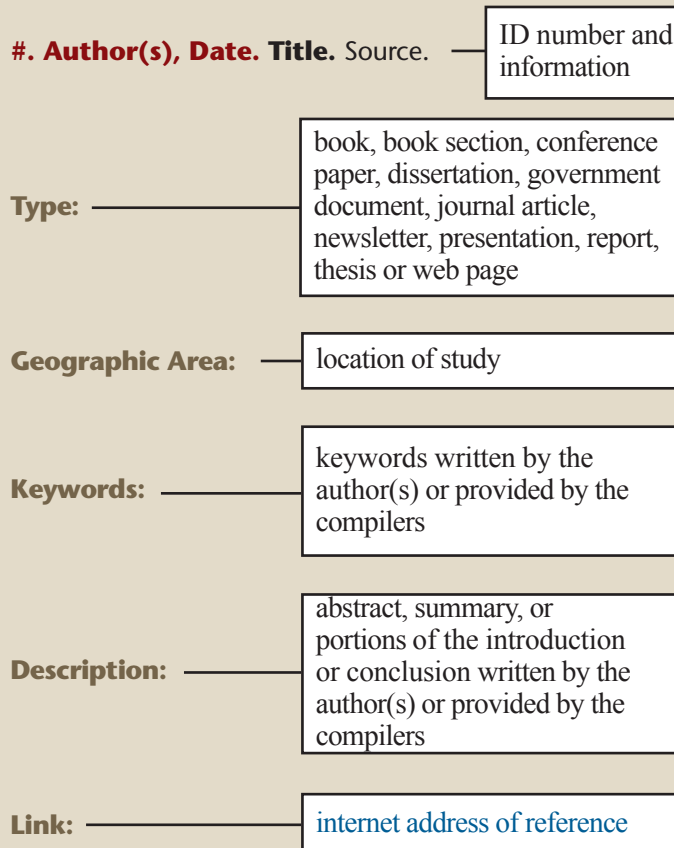 #. Author(s), Date. Title. Source.
ID number and
information
Type:
book, book section, conference
paper, dissertation, government
document, journal article,
newsletter, presentation, report,
thesis or web page
Geographic Area:
location of study
Keywords:
keywords written by the
author(s) or provided by the
compilers
Description:
abstract, summary, or
portions of the introduction
or conclusion written by the
author(s) or provided by the
compilers
Link:
internet address of reference